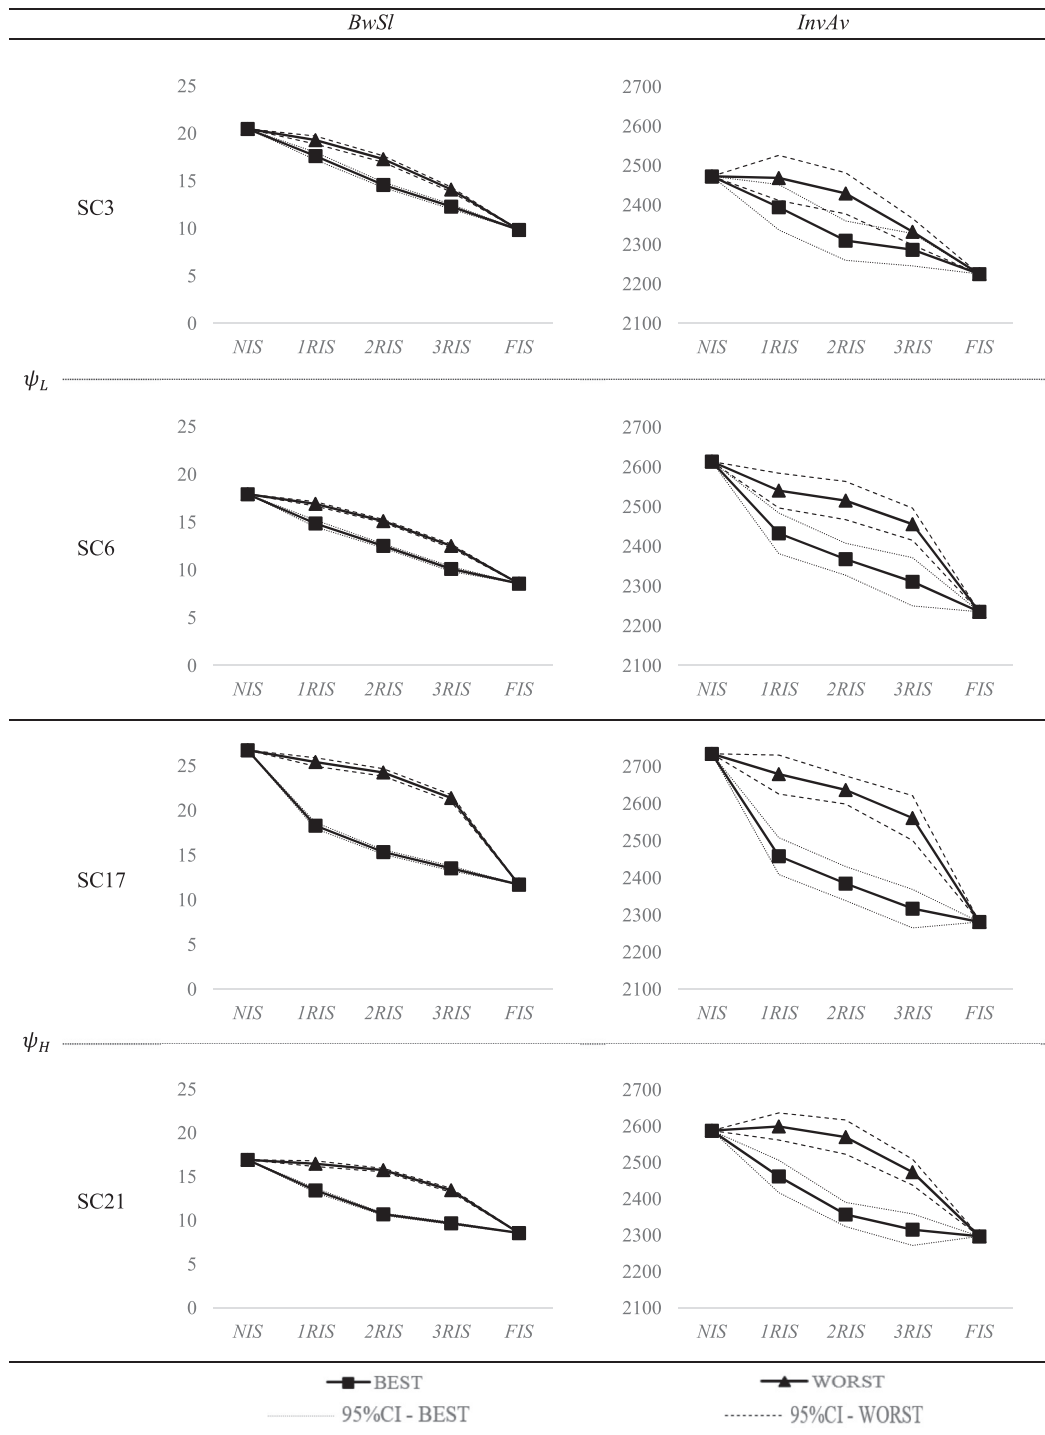 BwSl InvAv
25 2700
20 2600
15 2500
SC3 2400
10 2300
5 2200
0 2100
NIS 1RIS 2RIS 3RIS FIS NIS 1RIS 2RIS 3RIS FIS
ψL
25 2700
20 2600
15 2500
SC6 2400
10 2300
5 2200
0 2100
NIS 1RIS 2RIS 3RIS FIS NIS 1RIS 2RIS 3RIS FIS
25 2700
20 2600
15 2500
SC17 2400
10 2300
5 2200
0 2100
NIS 1RIS 2RIS 3RIS FIS NIS 1RIS 2RIS 3RIS FIS
ψH
25 2700
20 2600
15 2500
SC21 2400
10 2300
5 2200
0 2100
NIS 1RIS 2RIS 3RIS FIS NIS 1RIS 2RIS 3RIS FIS
BEST WORST
95%CI - BEST 95%CI - WORST